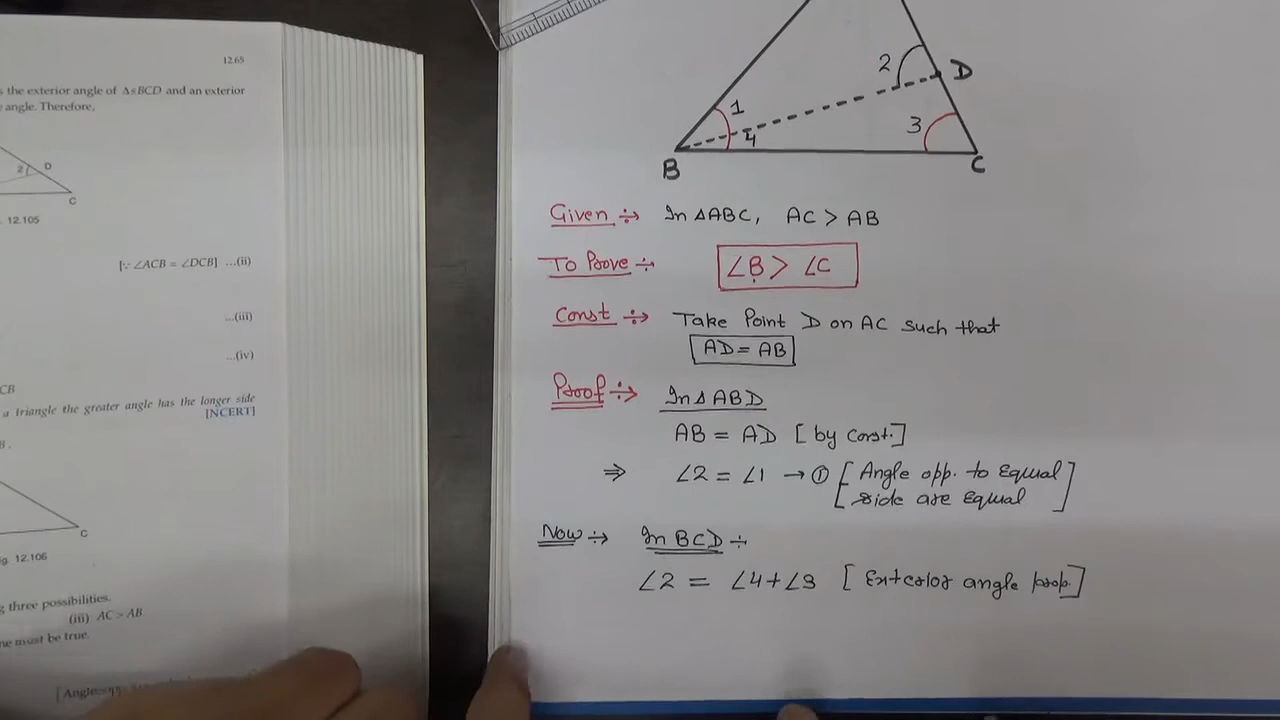 12.65
s the exterior angle of ΔsBCD and an exterior
angle. Therefore,
2
D
C
12.105
[∵ ∠ACB = ∠DCB] ...(ii)
...(iii)
...(iv)
CB
a triangle the greater angle has the longer side
[NCERT]
B.
C
g. 12.106
g three possibilities.
(iii) AC > AB
ne must be true.
2
D
1
4
3
B
C
Given ÷ In ΔABC, AC > AB
To Prove ÷ ∠B > ∠C
Const ÷ Take Point D on AC such that
AD = AB
Proof ÷ In Δ ABD
AB = AD [by Const.]
⇒ ∠2 = ∠1 → ① [Angle opp. to Equal
side are Equal]
Now ÷ In BCD ÷
∠2 = ∠4+∠3 [Exterior angle prop.]